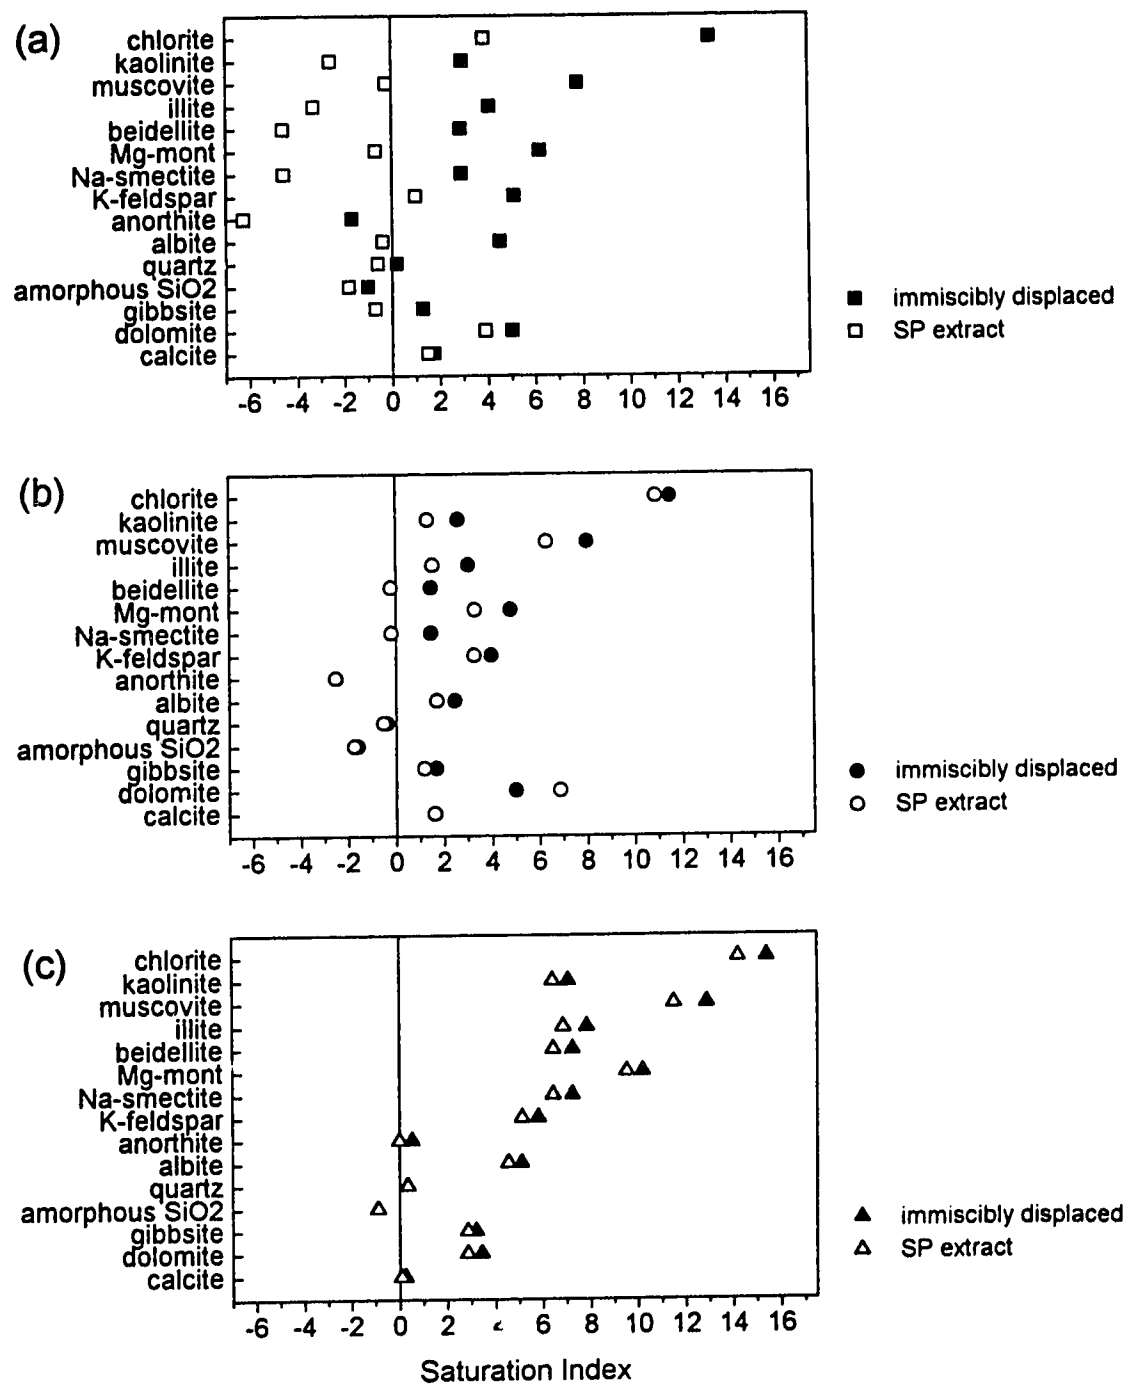 (a)
chlorite
kaolinite
muscovite
illite
beidellite
Mg-mont
Na-smectite
K-feldspar
anorthite
albite
quartz
amorphous SiO2
gibbsite
dolomite
calcite
-6 -4 -2 0 2 4 6 8 10 12 14 16
immiscibly displaced
SP extract
(b)
chlorite
kaolinite
muscovite
illite
beidellite
Mg-mont
Na-smectite
K-feldspar
anorthite
albite
quartz
amorphous SiO2
gibbsite
dolomite
calcite
-6 -4 -2 0 2 4 6 8 10 12 14 16
immiscibly displaced
SP extract
(c)
chlorite
kaolinite
muscovite
illite
beidellite
Mg-mont
Na-smectite
K-feldspar
anorthite
albite
quartz
amorphous SiO2
gibbsite
dolomite
calcite
-6 -4 -2 0 2 6 8 10 12 14 16
immiscibly displaced
SP extract
Saturation Index